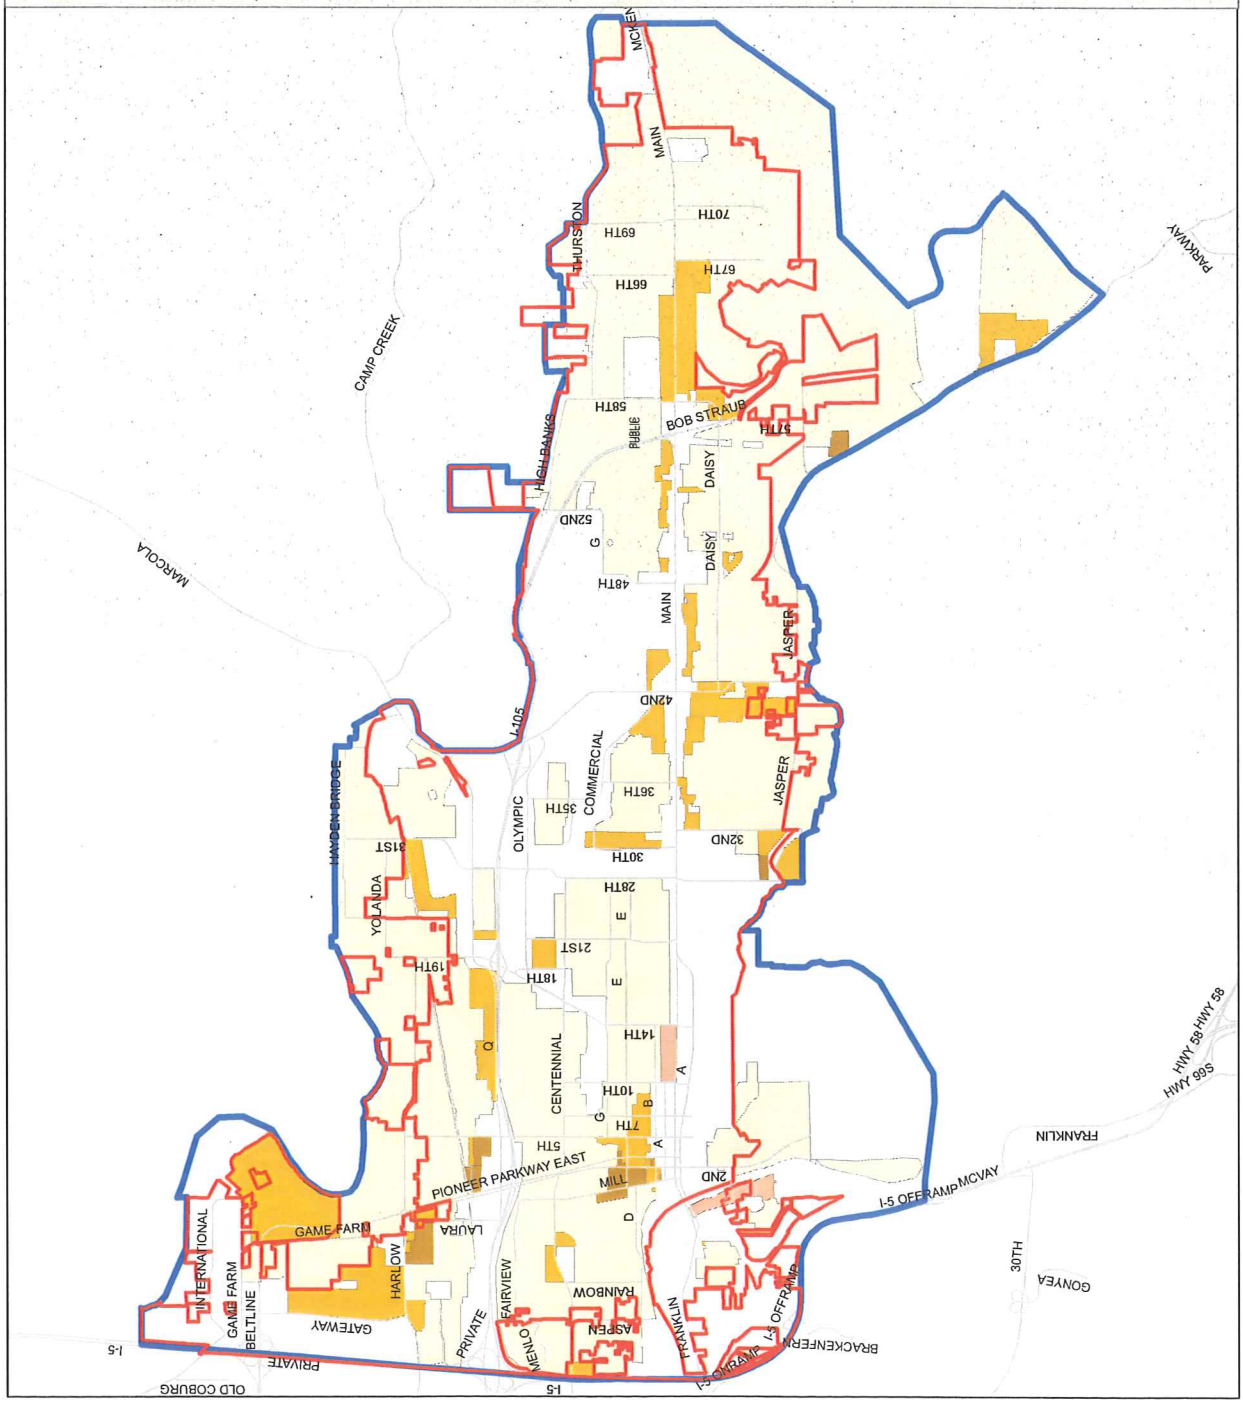 MCKEN
MAIN
THURSTON
69TH
70TH
PARKWAY
66TH
67TH
CAMP CREEK
58TH
PUBLIC
BOB STRAUB
57TH
HIGH BANKS
DAISY
52ND
G
MARCOLA
48TH
DAISY
MAIN
JASPER
42ND
I-105
COMMERCIAL
HAYDEN BRIDGE
36TH
JASPER
35TH
OLYMPIC
31ST
32ND
30TH
YOLANDA
28TH
E
21ST
19TH
18TH
E
HWY 58
14TH
Q
HWY 58
CENTENNIAL
A
HWY 99S
10TH
B
G
7TH
FRANKLIN
5TH
A
PIONEER PARKWAY EAST
MILL
2ND
MCVAY
I-5 OFFRAMP
INTERNATIONAL
GAME FARM
LAURA
D
HARLOW
30TH
GAME FARM
FAIRVIEW
RAINBOW
GONYEA
BELTLINE
GATEWAY
PRIVATE
ASPEN
FRANKLIN
I-5 OFFRAMP
MENLO
BRACKENFERN
I-5
PRIVATE
I-5 ONRAMP
OLD COBURG
I-5